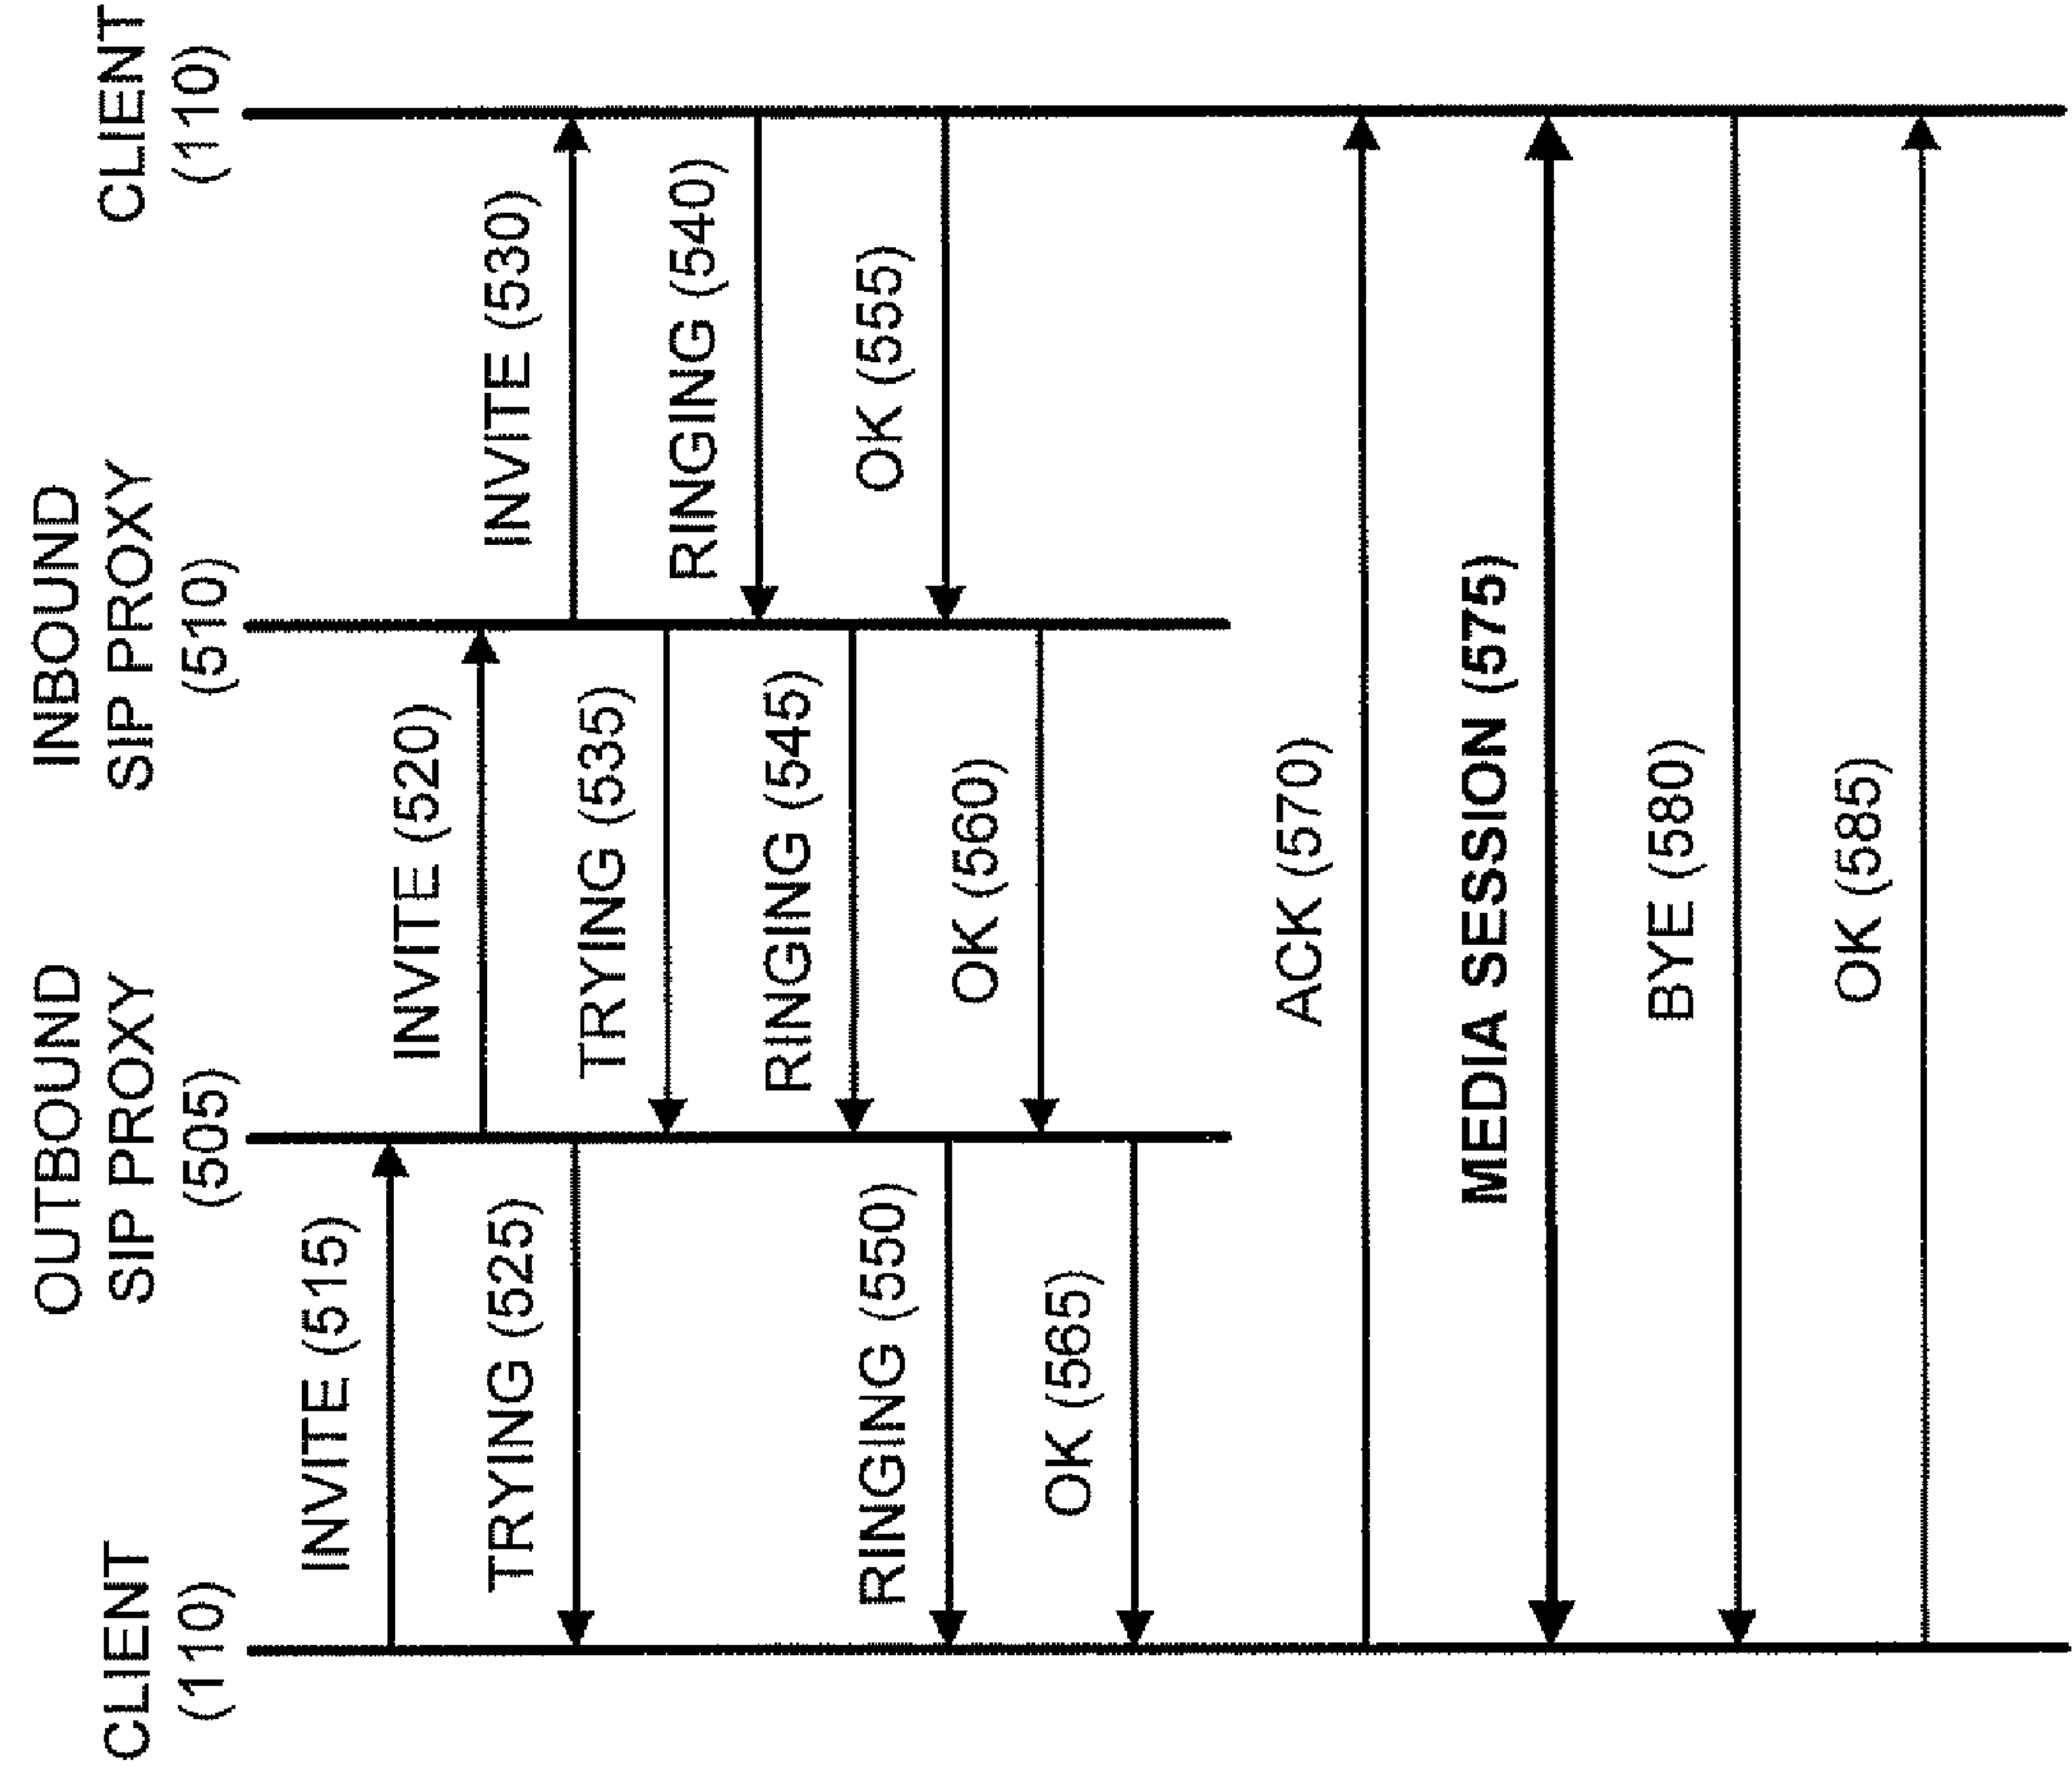 CLIENT
(110)
OUTBOUND
SIP PROXY
(505)
INBOUND
SIP PROXY
(510)
CLIENT
(110)
INVITE (515)
INVITE (520)
TRYING (525)
INVITE (530)
TRYING (535)
RINGING (540)
RINGING (545)
RINGING (550)
OK (555)
OK (560)
OK (565)
ACK (570)
MEDIA SESSION (575)
BYE (580)
OK (585)